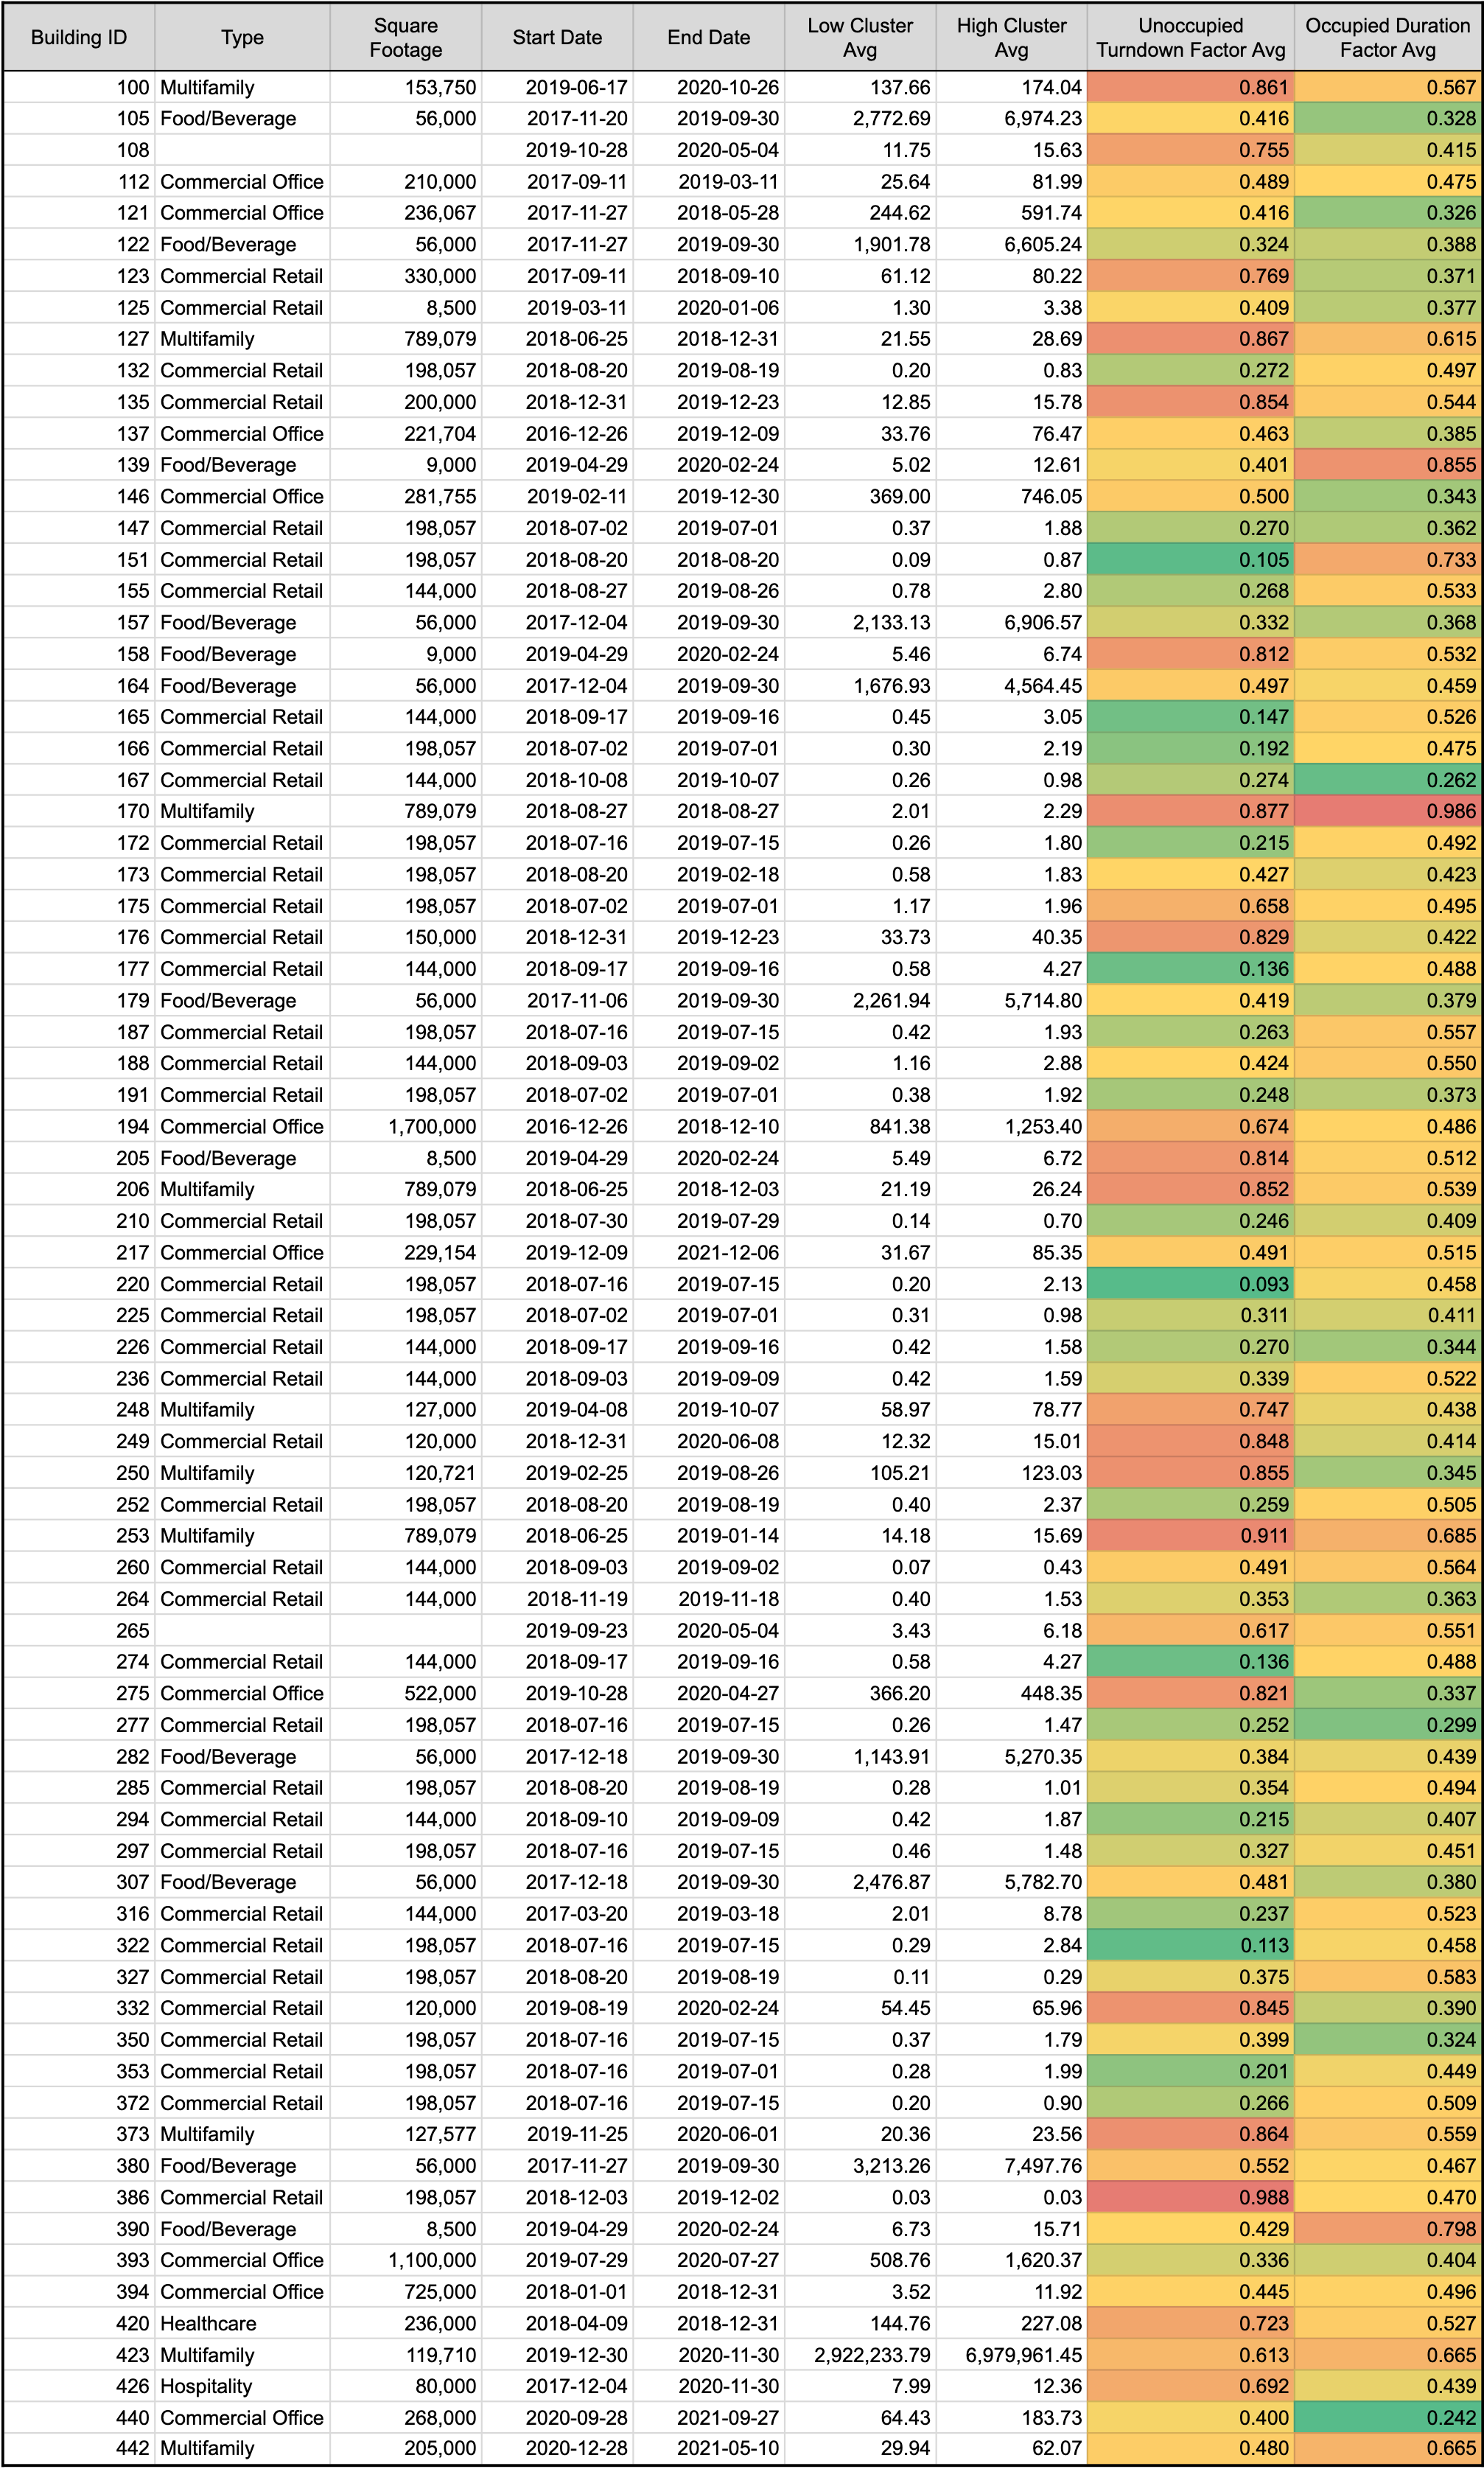 Building ID Type Square Footage Start Date End Date Low Cluster Avg High Cluster Avg Unoccupied Turndown Factor Avg Occupied Duration Factor Avg
100 Multifamily 153,750 2019-06-17 2020-10-26 137.66 174.04 0.861 0.567
105 Food/Beverage 56,000 2017-11-20 2019-09-30 2,772.69 6,974.23 0.416 0.328
108 2019-10-28 2020-05-04 11.75 15.63 0.755 0.415
112 Commercial Office 210,000 2017-09-11 2019-03-11 25.64 81.99 0.489 0.475
121 Commercial Office 236,067 2017-11-27 2018-05-28 244.62 591.74 0.416 0.326
122 Food/Beverage 56,000 2017-11-27 2019-09-30 1,901.78 6,605.24 0.324 0.388
123 Commercial Retail 330,000 2017-09-11 2018-09-10 61.12 80.22 0.769 0.371
125 Commercial Retail 8,500 2019-03-11 2020-01-06 1.30 3.38 0.409 0.377
127 Multifamily 789,079 2018-06-25 2018-12-31 21.55 28.69 0.867 0.615
132 Commercial Retail 198,057 2018-08-20 2019-08-19 0.20 0.83 0.272 0.497
135 Commercial Retail 200,000 2018-12-31 2019-12-23 12.85 15.78 0.854 0.544
137 Commercial Office 221,704 2016-12-26 2019-12-09 33.76 76.47 0.463 0.385
139 Food/Beverage 9,000 2019-04-29 2020-02-24 5.02 12.61 0.401 0.855
146 Commercial Office 281,755 2019-02-11 2019-12-30 369.00 746.05 0.500 0.343
147 Commercial Retail 198,057 2018-07-02 2019-07-01 0.37 1.88 0.270 0.362
151 Commercial Retail 198,057 2018-08-20 2018-08-20 0.09 0.87 0.105 0.733
155 Commercial Retail 144,000 2018-08-27 2019-08-26 0.78 2.80 0.268 0.533
157 Food/Beverage 56,000 2017-12-04 2019-09-30 2,133.13 6,906.57 0.332 0.368
158 Food/Beverage 9,000 2019-04-29 2020-02-24 5.46 6.74 0.812 0.532
164 Food/Beverage 56,000 2017-12-04 2019-09-30 1,676.93 4,564.45 0.497 0.459
165 Commercial Retail 144,000 2018-09-17 2019-09-16 0.45 3.05 0.147 0.526
166 Commercial Retail 198,057 2018-07-02 2019-07-01 0.30 2.19 0.192 0.475
167 Commercial Retail 144,000 2018-10-08 2019-10-07 0.26 0.98 0.274 0.262
170 Multifamily 789,079 2018-08-27 2018-08-27 2.01 2.29 0.877 0.986
172 Commercial Retail 198,057 2018-07-16 2019-07-15 0.26 1.80 0.215 0.492
173 Commercial Retail 198,057 2018-08-20 2019-02-18 0.58 1.83 0.427 0.423
175 Commercial Retail 198,057 2018-07-02 2019-07-01 1.17 1.96 0.658 0.495
176 Commercial Retail 150,000 2018-12-31 2019-12-23 33.73 40.35 0.829 0.422
177 Commercial Retail 144,000 2018-09-17 2019-09-16 0.58 4.27 0.136 0.488
179 Food/Beverage 56,000 2017-11-06 2019-09-30 2,261.94 5,714.80 0.419 0.379
187 Commercial Retail 198,057 2018-07-16 2019-07-15 0.42 1.93 0.263 0.557
188 Commercial Retail 144,000 2018-09-03 2019-09-02 1.16 2.88 0.424 0.550
191 Commercial Retail 198,057 2018-07-02 2019-07-01 0.38 1.92 0.248 0.373
194 Commercial Office 1,700,000 2016-12-26 2018-12-10 841.38 1,253.40 0.674 0.486
205 Food/Beverage 8,500 2019-04-29 2020-02-24 5.49 6.72 0.814 0.512
206 Multifamily 789,079 2018-06-25 2018-12-03 21.19 26.24 0.852 0.539
210 Commercial Retail 198,057 2018-07-30 2019-07-29 0.14 0.70 0.246 0.409
217 Commercial Office 229,154 2019-12-09 2021-12-06 31.67 85.35 0.491 0.515
220 Commercial Retail 198,057 2018-07-16 2019-07-15 0.20 2.13 0.093 0.458
225 Commercial Retail 198,057 2018-07-02 2019-07-01 0.31 0.98 0.311 0.411
226 Commercial Retail 144,000 2018-09-17 2019-09-16 0.42 1.58 0.270 0.344
236 Commercial Retail 144,000 2018-09-03 2019-09-09 0.42 1.59 0.339 0.522
248 Multifamily 127,000 2019-04-08 2019-10-07 58.97 78.77 0.747 0.438
249 Commercial Retail 120,000 2018-12-31 2020-06-08 12.32 15.01 0.848 0.414
250 Multifamily 120,721 2019-02-25 2019-08-26 105.21 123.03 0.855 0.345
252 Commercial Retail 198,057 2018-08-20 2019-08-19 0.40 2.37 0.259 0.505
253 Multifamily 789,079 2018-06-25 2019-01-14 14.18 15.69 0.911 0.685
260 Commercial Retail 144,000 2018-09-03 2019-09-02 0.07 0.43 0.491 0.564
264 Commercial Retail 144,000 2018-11-19 2019-11-18 0.40 1.53 0.353 0.363
265 2019-09-23 2020-05-04 3.43 6.18 0.617 0.551
274 Commercial Retail 144,000 2018-09-17 2019-09-16 0.58 4.27 0.136 0.488
275 Commercial Office 522,000 2019-10-28 2020-04-27 366.20 448.35 0.821 0.337
277 Commercial Retail 198,057 2018-07-16 2019-07-15 0.26 1.47 0.252 0.299
282 Food/Beverage 56,000 2017-12-18 2019-09-30 1,143.91 5,270.35 0.384 0.439
285 Commercial Retail 198,057 2018-08-20 2019-08-19 0.28 1.01 0.354 0.494
294 Commercial Retail 144,000 2018-09-10 2019-09-09 0.42 1.87 0.215 0.407
297 Commercial Retail 198,057 2018-07-16 2019-07-15 0.46 1.48 0.327 0.451
307 Food/Beverage 56,000 2017-12-18 2019-09-30 2,476.87 5,782.70 0.481 0.380
316 Commercial Retail 144,000 2017-03-20 2019-03-18 2.01 8.78 0.237 0.523
322 Commercial Retail 198,057 2018-07-16 2019-07-15 0.29 2.84 0.113 0.458
327 Commercial Retail 198,057 2018-08-20 2019-08-19 0.11 0.29 0.375 0.583
332 Commercial Retail 120,000 2019-08-19 2020-02-24 54.45 65.96 0.845 0.390
350 Commercial Retail 198,057 2018-07-16 2019-07-15 0.37 1.79 0.399 0.324
353 Commercial Retail 198,057 2018-07-16 2019-07-01 0.28 1.99 0.201 0.449
372 Commercial Retail 198,057 2018-07-16 2019-07-15 0.20 0.90 0.266 0.509
373 Multifamily 127,577 2019-11-25 2020-06-01 20.36 23.56 0.864 0.559
380 Food/Beverage 56,000 2017-11-27 2019-09-30 3,213.26 7,497.76 0.552 0.467
386 Commercial Retail 198,057 2018-12-03 2019-12-02 0.03 0.03 0.988 0.470
390 Food/Beverage 8,500 2019-04-29 2020-02-24 6.73 15.71 0.429 0.798
393 Commercial Office 1,100,000 2019-07-29 2020-07-27 508.76 1,620.37 0.336 0.404
394 Commercial Office 725,000 2018-01-01 2018-12-31 3.52 11.92 0.445 0.496
420 Healthcare 236,000 2018-04-09 2018-12-31 144.76 227.08 0.723 0.527
423 Multifamily 119,710 2019-12-30 2020-11-30 2,922,233.79 6,979,961.45 0.613 0.665
426 Hospitality 80,000 2017-12-04 2020-11-30 7.99 12.36 0.692 0.439
440 Commercial Office 268,000 2020-09-28 2021-09-27 64.43 183.73 0.400 0.242
442 Multifamily 205,000 2020-12-28 2021-05-10 29.94 62.07 0.480 0.665